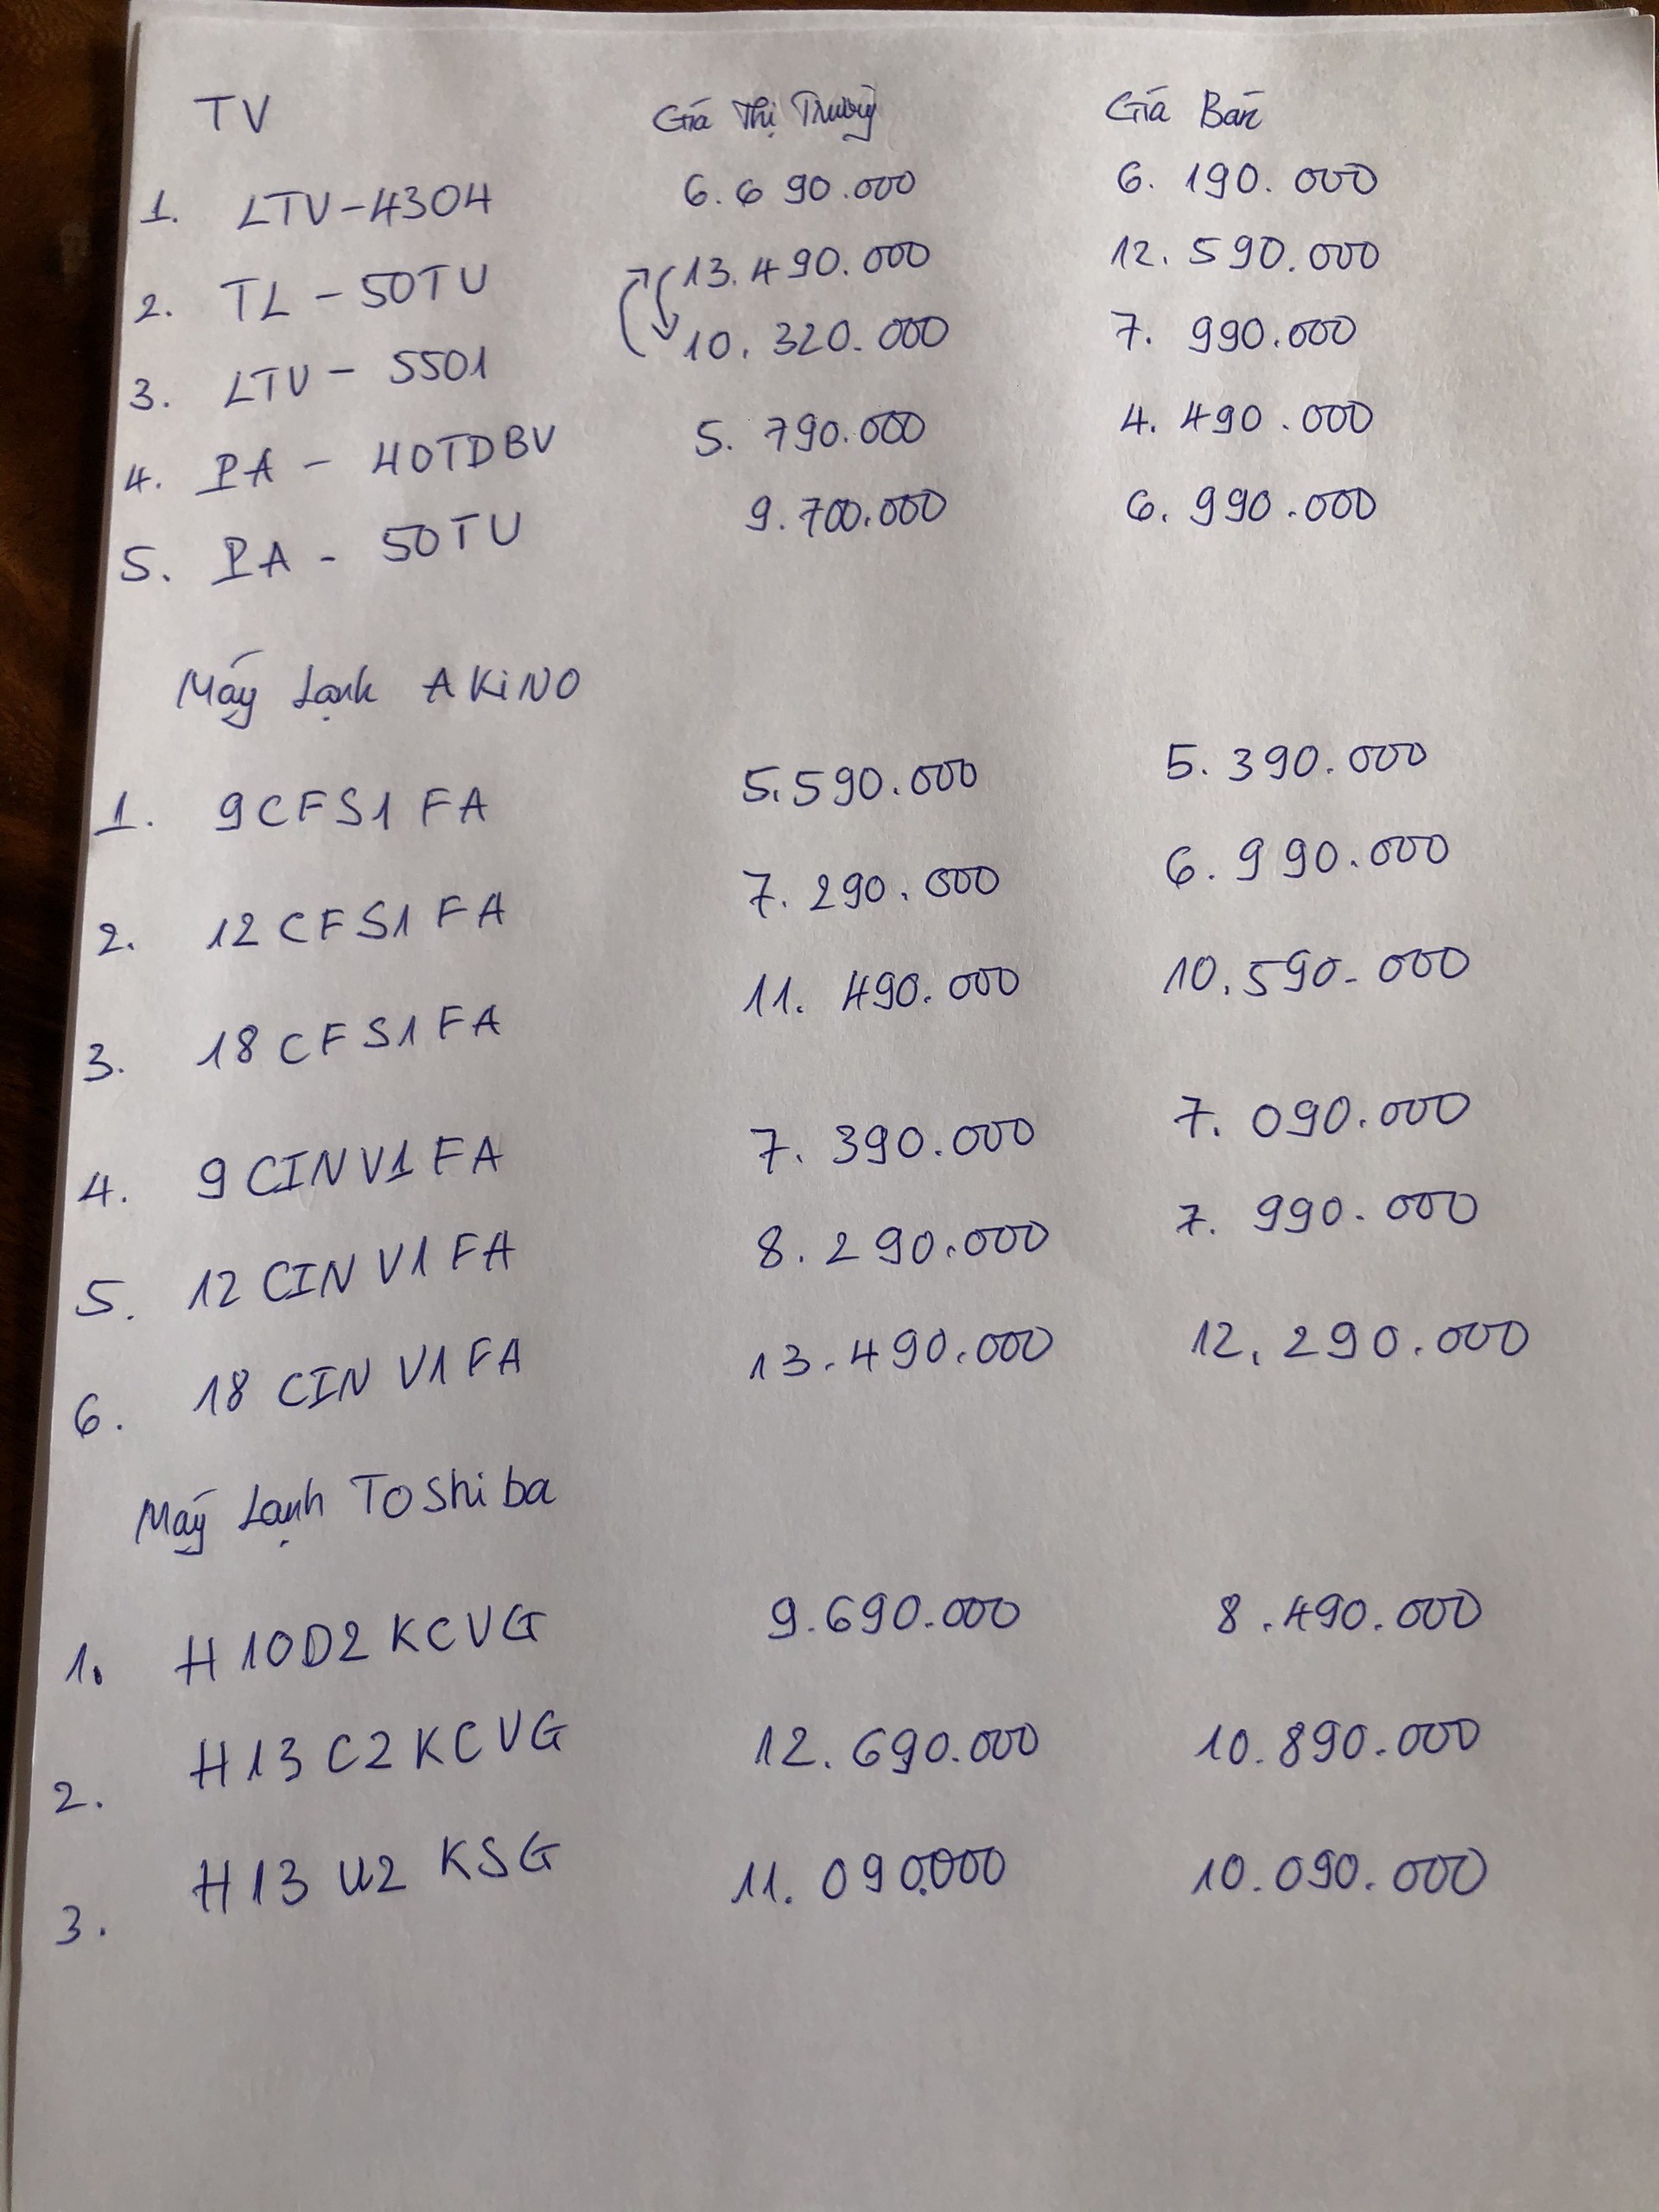 TV Giá Thị Trường Giá Bán
1. LTV-4304 6.690.000 6.190.000
2. TL-50TU 13.490.000 12.590.000
3. LTV-5501 10.320.000 7.990.000
4. PA-40TDBV 5.790.000 4.490.000
5. PA-50TU 9.700.000 6.990.000
Máy Lạnh AKiNO
1. 9CFS1FA 5.590.000 5.390.000
2. 12CFS1FA 7.290.000 6.990.000
3. 18CFS1FA 11.490.000 10.590.000
4. 9CINV1FA 7.390.000 7.090.000
5. 12CINV1FA 8.290.000 7.990.000
6. 18CINV1FA 13.490.000 12.290.000
Máy Lạnh Toshiba
1. H10D2KCVG 9.690.000 8.490.000
2. H13C2KCVG 12.690.000 10.890.000
3. H13U2KSG 11.090.000 10.090.000